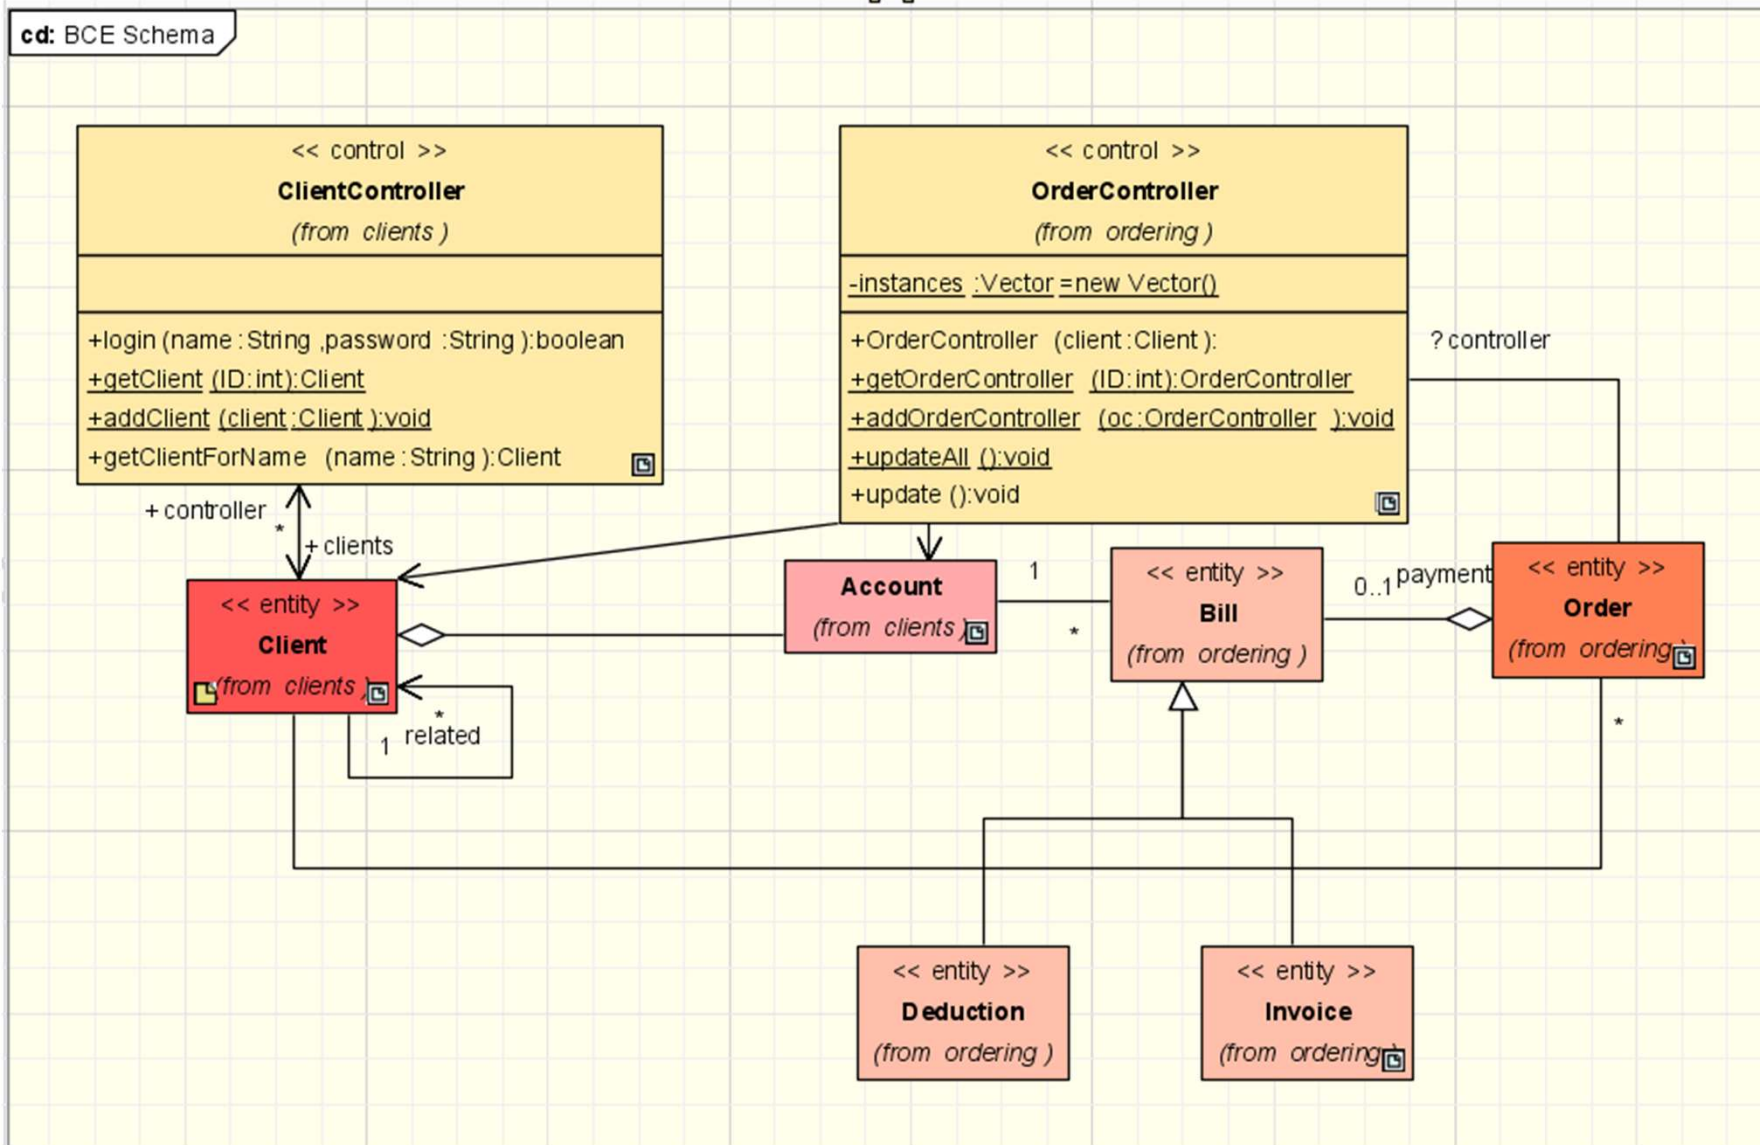 cd: BCE Schema
<< control >>
ClientController
(from clients)
+login (name : String ,password : String ):boolean
+getClient (ID: int):Client
+addClient (client : Client ):void
+getClientForName (name : String ):Client
<< control >>
OrderController
(from ordering )
-instances : Vector = new Vector()
+OrderController (client : Client ):
+getOrderController (ID: int):OrderController
+addOrderController (oc : OrderController ):void
+updateAll ():void
+update ():void
? controller
+ controller
*
+ clients
<< entity >>
Client
(from clients )
*
related
1
Account
(from clients )
1
*
<< entity >>
Bill
(from ordering )
0..1
payment
<< entity >>
Order
(from ordering )
*
<< entity >>
Deduction
(from ordering )
<< entity >>
Invoice
(from ordering )